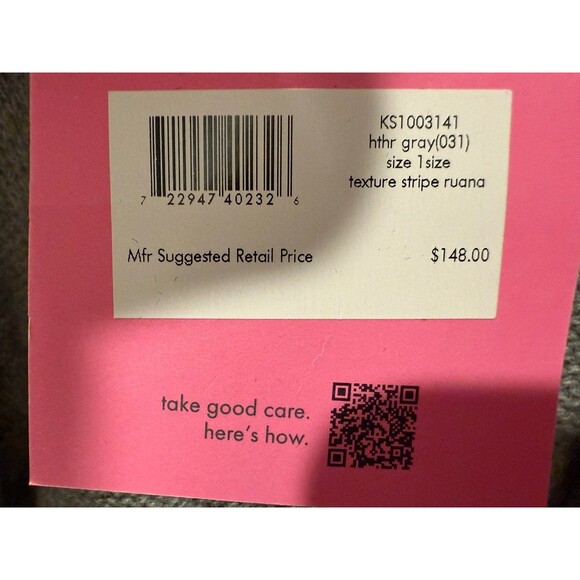 KS1003141
hthr gray(031)
size 1size
texture stripe ruana
7 22947 40232 6
Mfr Suggested Retail Price $148.00
take good care.
here's how.